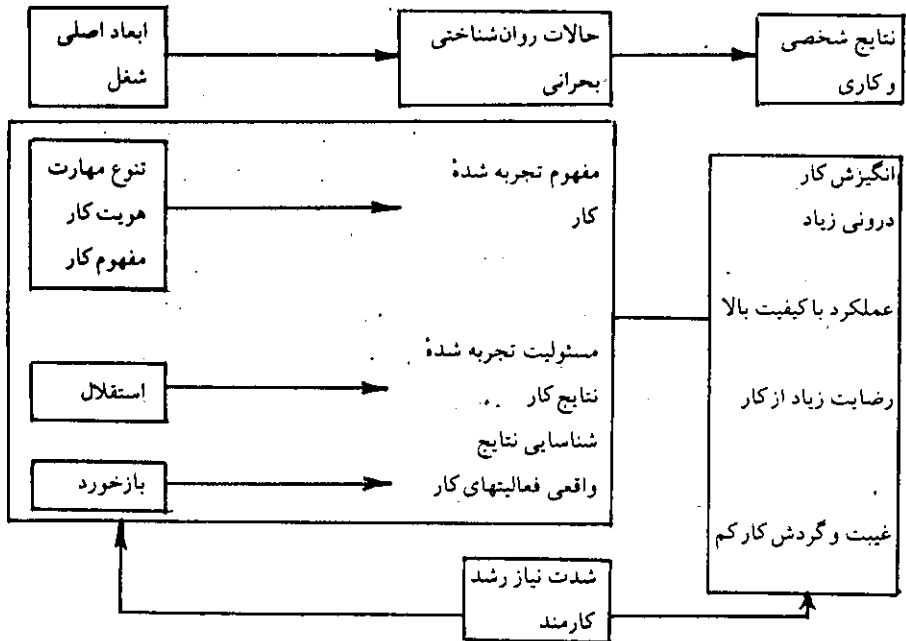 ابعاد اصلی
شغل
حالات روان‌شناختی
بحرانی
نتایج شخصی
و کاری
تنوع مهارت
هویت کار
مفهوم کار
مفهوم تجربه شدهٔ
کار
استقلال
مسئولیت تجربه شدهٔ
نتایج کار
بازخورد
شناسایی نتایج
واقعی فعالیتهای کار
انگیزش کار
درونی زیاد
عملکرد با کیفیت بالا
رضایت زیاد از کار
غیبت و گردش کار کم
شدت نیاز رشد
کارمند